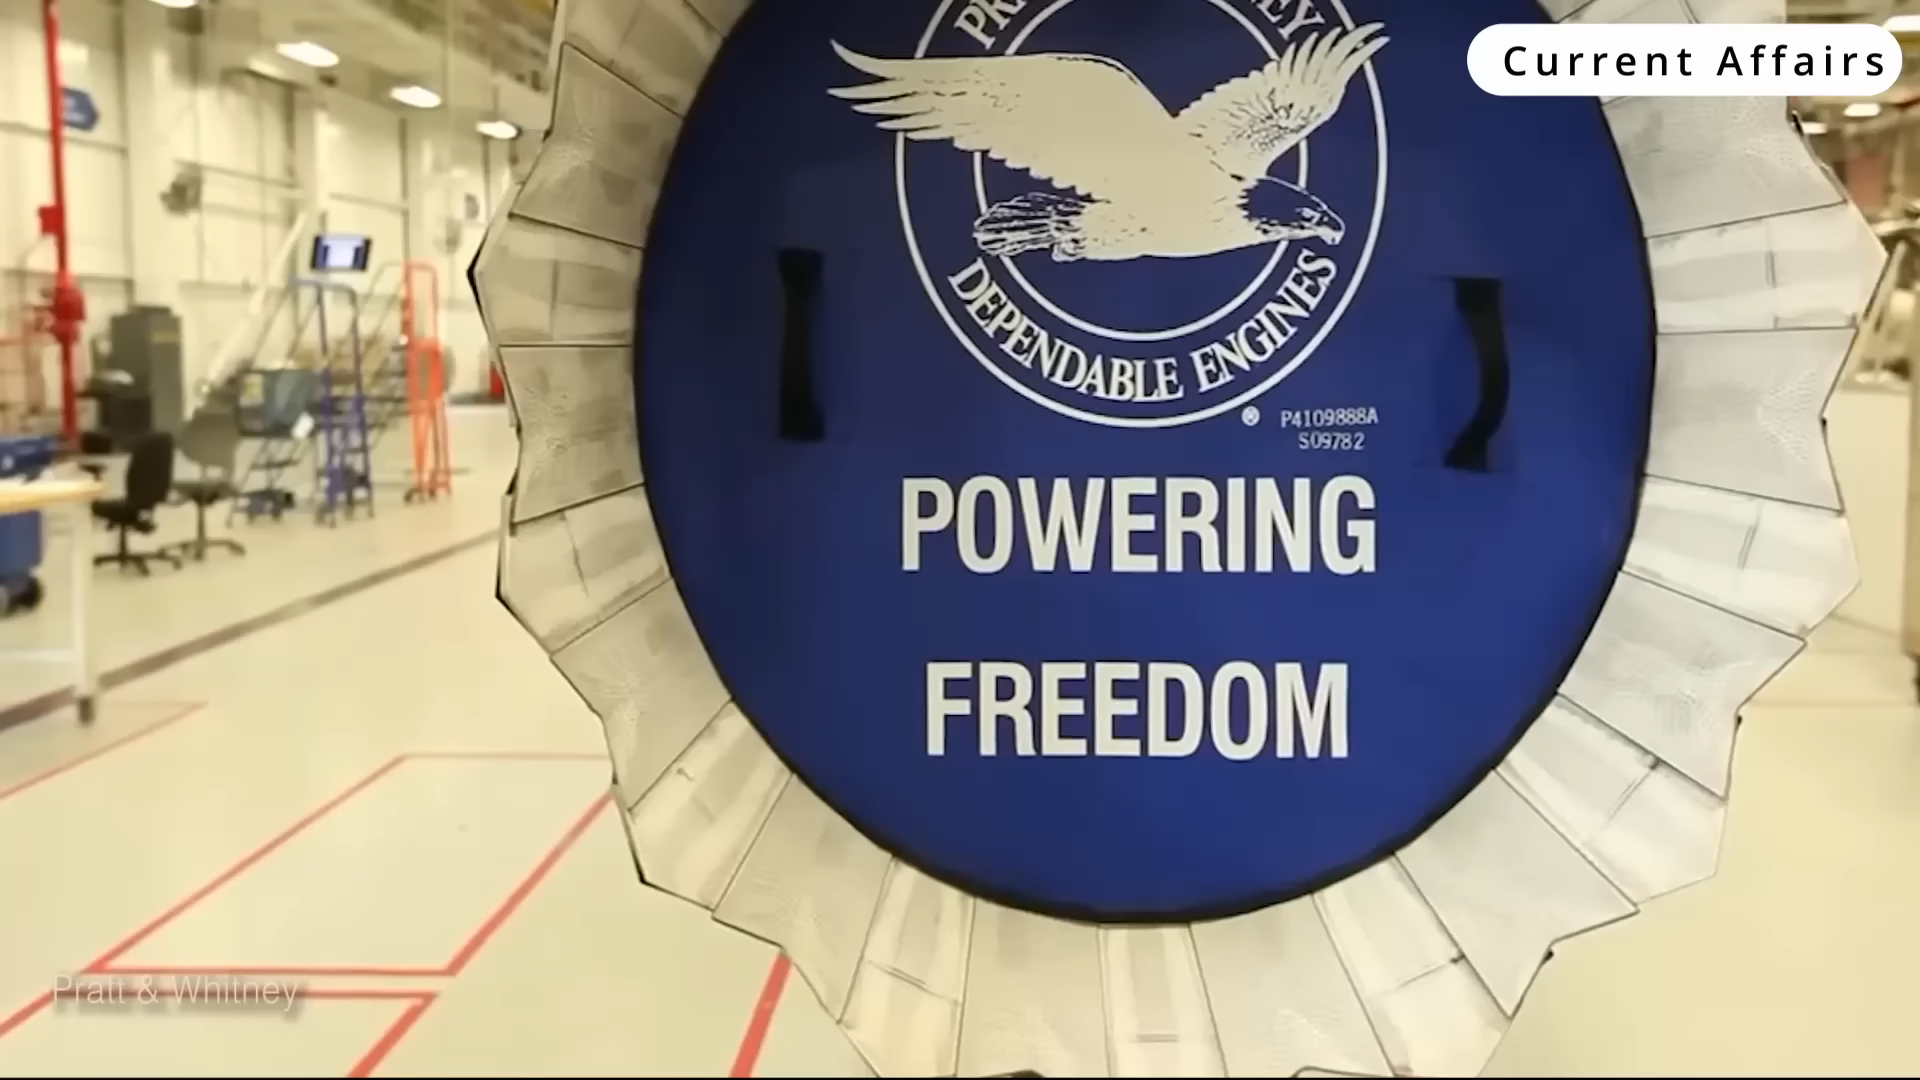 Current Affairs
DEPENDABLE ENGINES
®
P4109888A
S09782
POWERING
FREEDOM
Pratt & Whitney